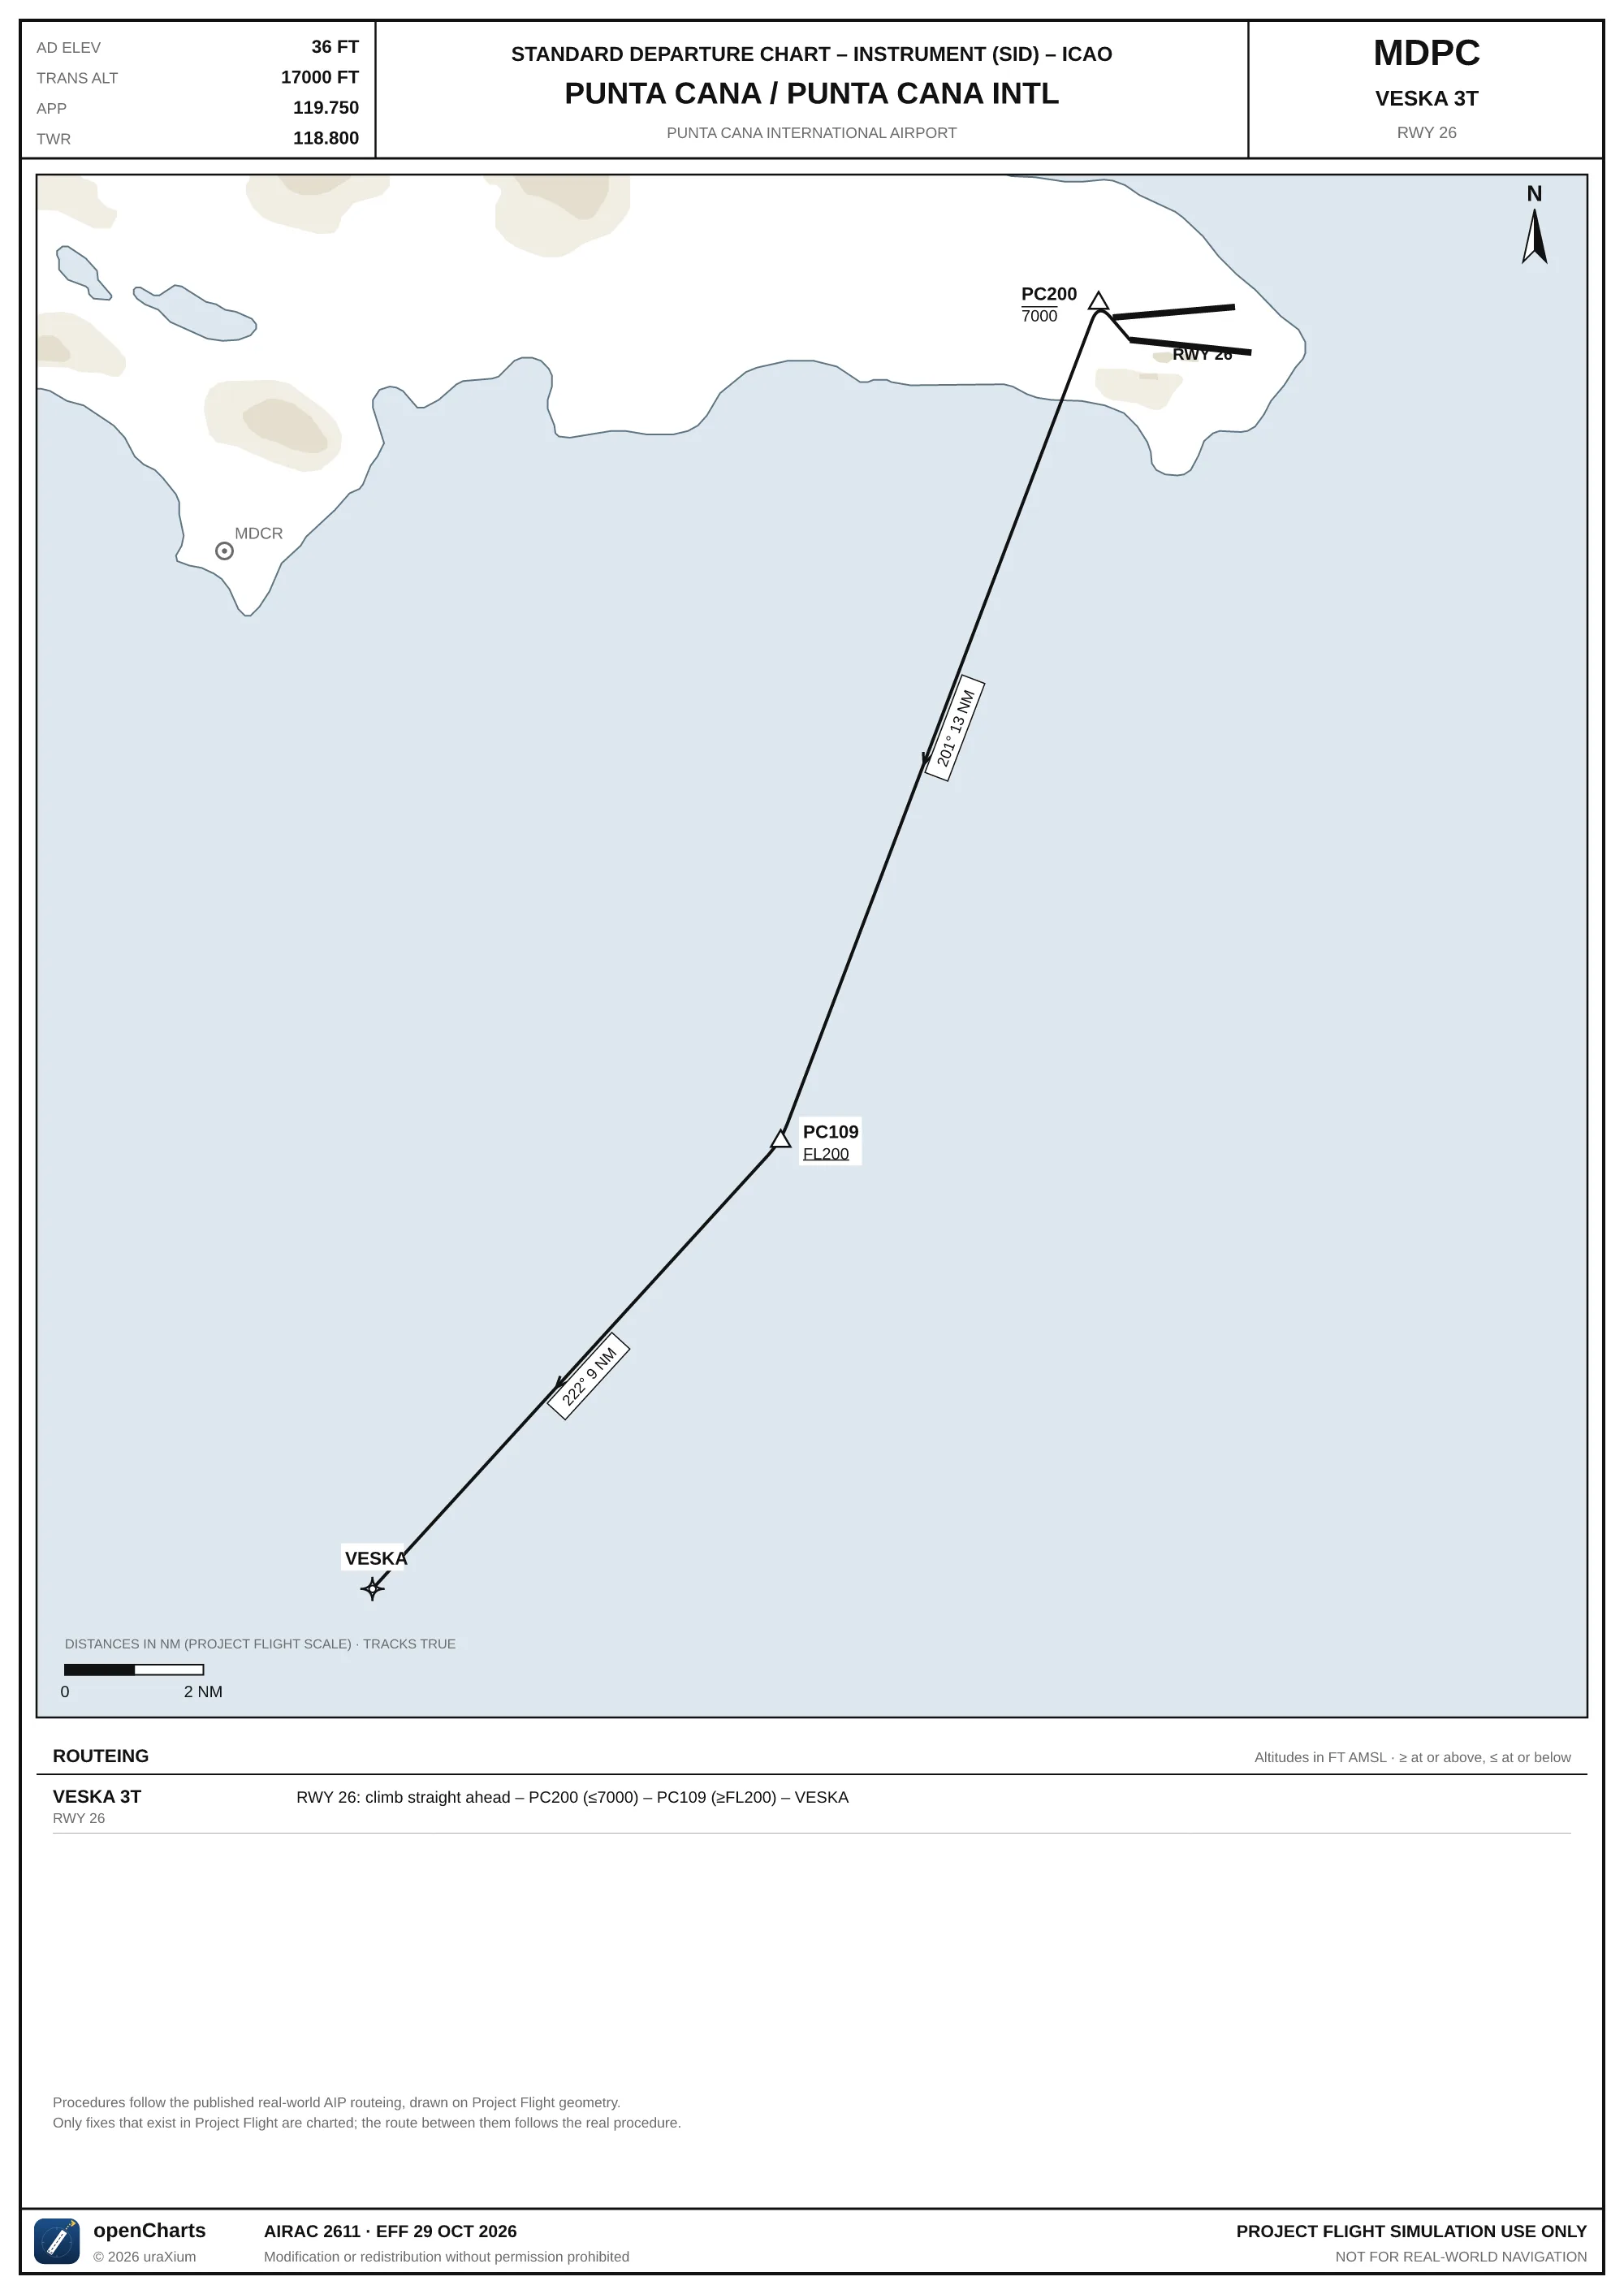 AD ELEV 36 FT
TRANS ALT 17000 FT
APP 119.750
TWR 118.800
STANDARD DEPARTURE CHART – INSTRUMENT (SID) – ICAO
PUNTA CANA / PUNTA CANA INTL
PUNTA CANA INTERNATIONAL AIRPORT
MDPC
VESKA 3T
RWY 26
N
PC200
7000
RWY 26
MDCR
201° 13 NM
PC109
FL200
222° 9 NM
VESKA
DISTANCES IN NM (PROJECT FLIGHT SCALE) · TRACKS TRUE
0 2 NM
ROUTEING
Altitudes in FT AMSL · ≥ at or above, ≤ at or below
VESKA 3T
RWY 26: climb straight ahead – PC200 (≤7000) – PC109 (≥FL200) – VESKA
RWY 26
Procedures follow the published real-world AIP routeing, drawn on Project Flight geometry.
Only fixes that exist in Project Flight are charted; the route between them follows the real procedure.
openCharts
© 2026 uraXium
AIRAC 2611 · EFF 29 OCT 2026
Modification or redistribution without permission prohibited
PROJECT FLIGHT SIMULATION USE ONLY
NOT FOR REAL-WORLD NAVIGATION